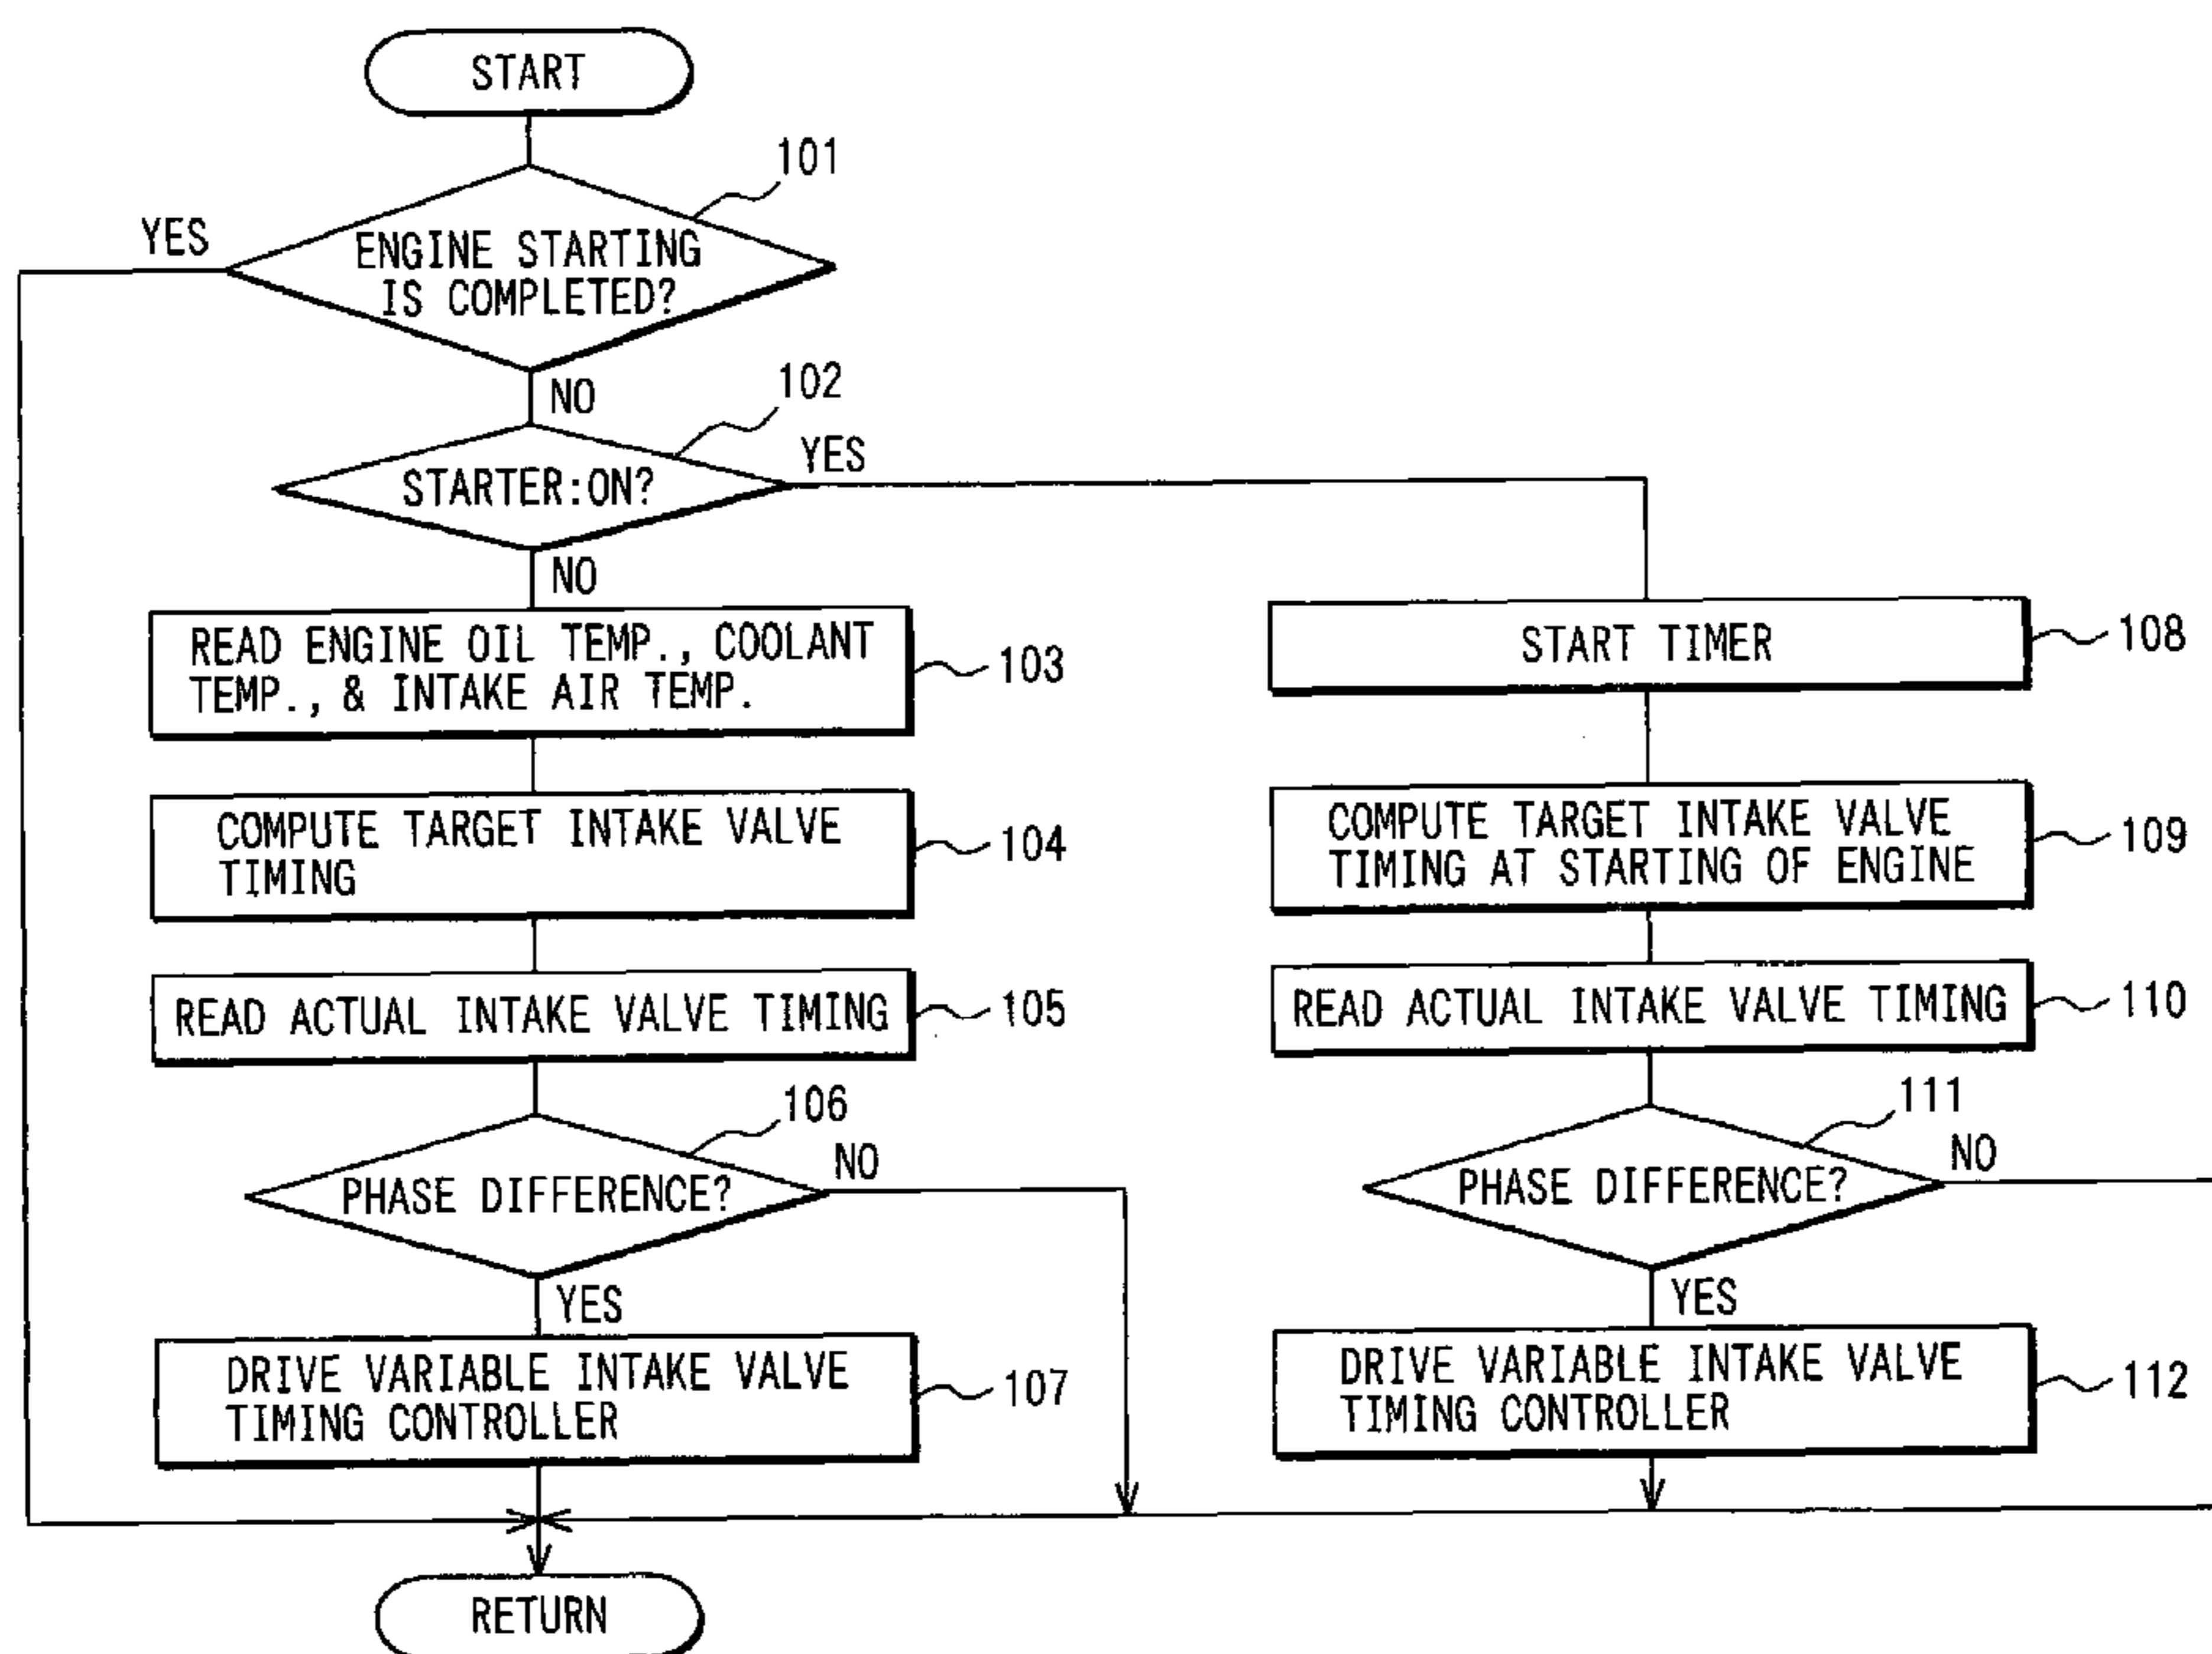 START
101
YES
ENGINE STARTING
IS COMPLETED?
NO
102
STARTER:ON?
YES
NO
READ ENGINE OIL TEMP., COOLANT
TEMP., & INTAKE AIR TEMP.
103
COMPUTE TARGET INTAKE VALVE
TIMING
104
READ ACTUAL INTAKE VALVE TIMING
105
106
PHASE DIFFERENCE?
NO
YES
DRIVE VARIABLE INTAKE VALVE
TIMING CONTROLLER
107
START TIMER
108
COMPUTE TARGET INTAKE VALVE
TIMING AT STARTING OF ENGINE
109
READ ACTUAL INTAKE VALVE TIMING
110
111
PHASE DIFFERENCE?
NO
YES
DRIVE VARIABLE INTAKE VALVE
TIMING CONTROLLER
112
RETURN